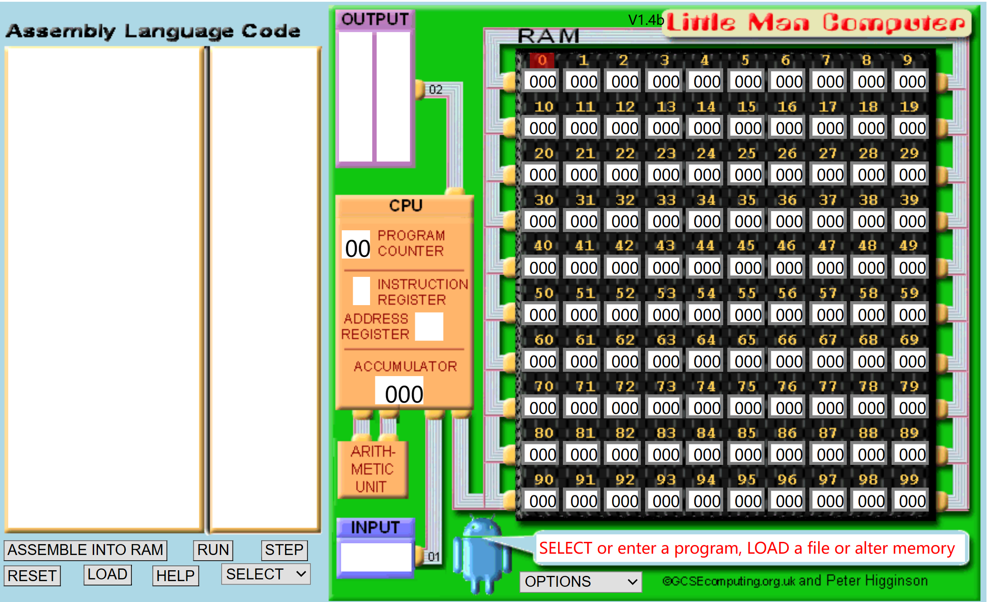 Assembly Language Code
ASSEMBLE INTO RAM RUN STEP
RESET LOAD HELP SELECT
OUTPUT
02
CPU
00 PROGRAM
COUNTER
INSTRUCTION
REGISTER
ADDRESS
REGISTER
ACCUMULATOR
000
ARITH-
METIC
UNIT
INPUT
01
V1.4b Little Man Computer
RAM
0 1 2 3 4 5 6 7 8 9
000 000 000 000 000 000 000 000 000 000
10 11 12 13 14 15 16 17 18 19
000 000 000 000 000 000 000 000 000 000
20 21 22 23 24 25 26 27 28 29
000 000 000 000 000 000 000 000 000 000
30 31 32 33 34 35 36 37 38 39
000 000 000 000 000 000 000 000 000 000
40 41 42 43 44 45 46 47 48 49
000 000 000 000 000 000 000 000 000 000
50 51 52 53 54 55 56 57 58 59
000 000 000 000 000 000 000 000 000 000
60 61 62 63 64 65 66 67 68 69
000 000 000 000 000 000 000 000 000 000
70 71 72 73 74 75 76 77 78 79
000 000 000 000 000 000 000 000 000 000
80 81 82 83 84 85 86 87 88 89
000 000 000 000 000 000 000 000 000 000
90 91 92 93 94 95 96 97 98 99
000 000 000 000 000 000 000 000 000 000
SELECT or enter a program, LOAD a file or alter memory
OPTIONS
©GCSEcomputing.org.uk and Peter Higginson